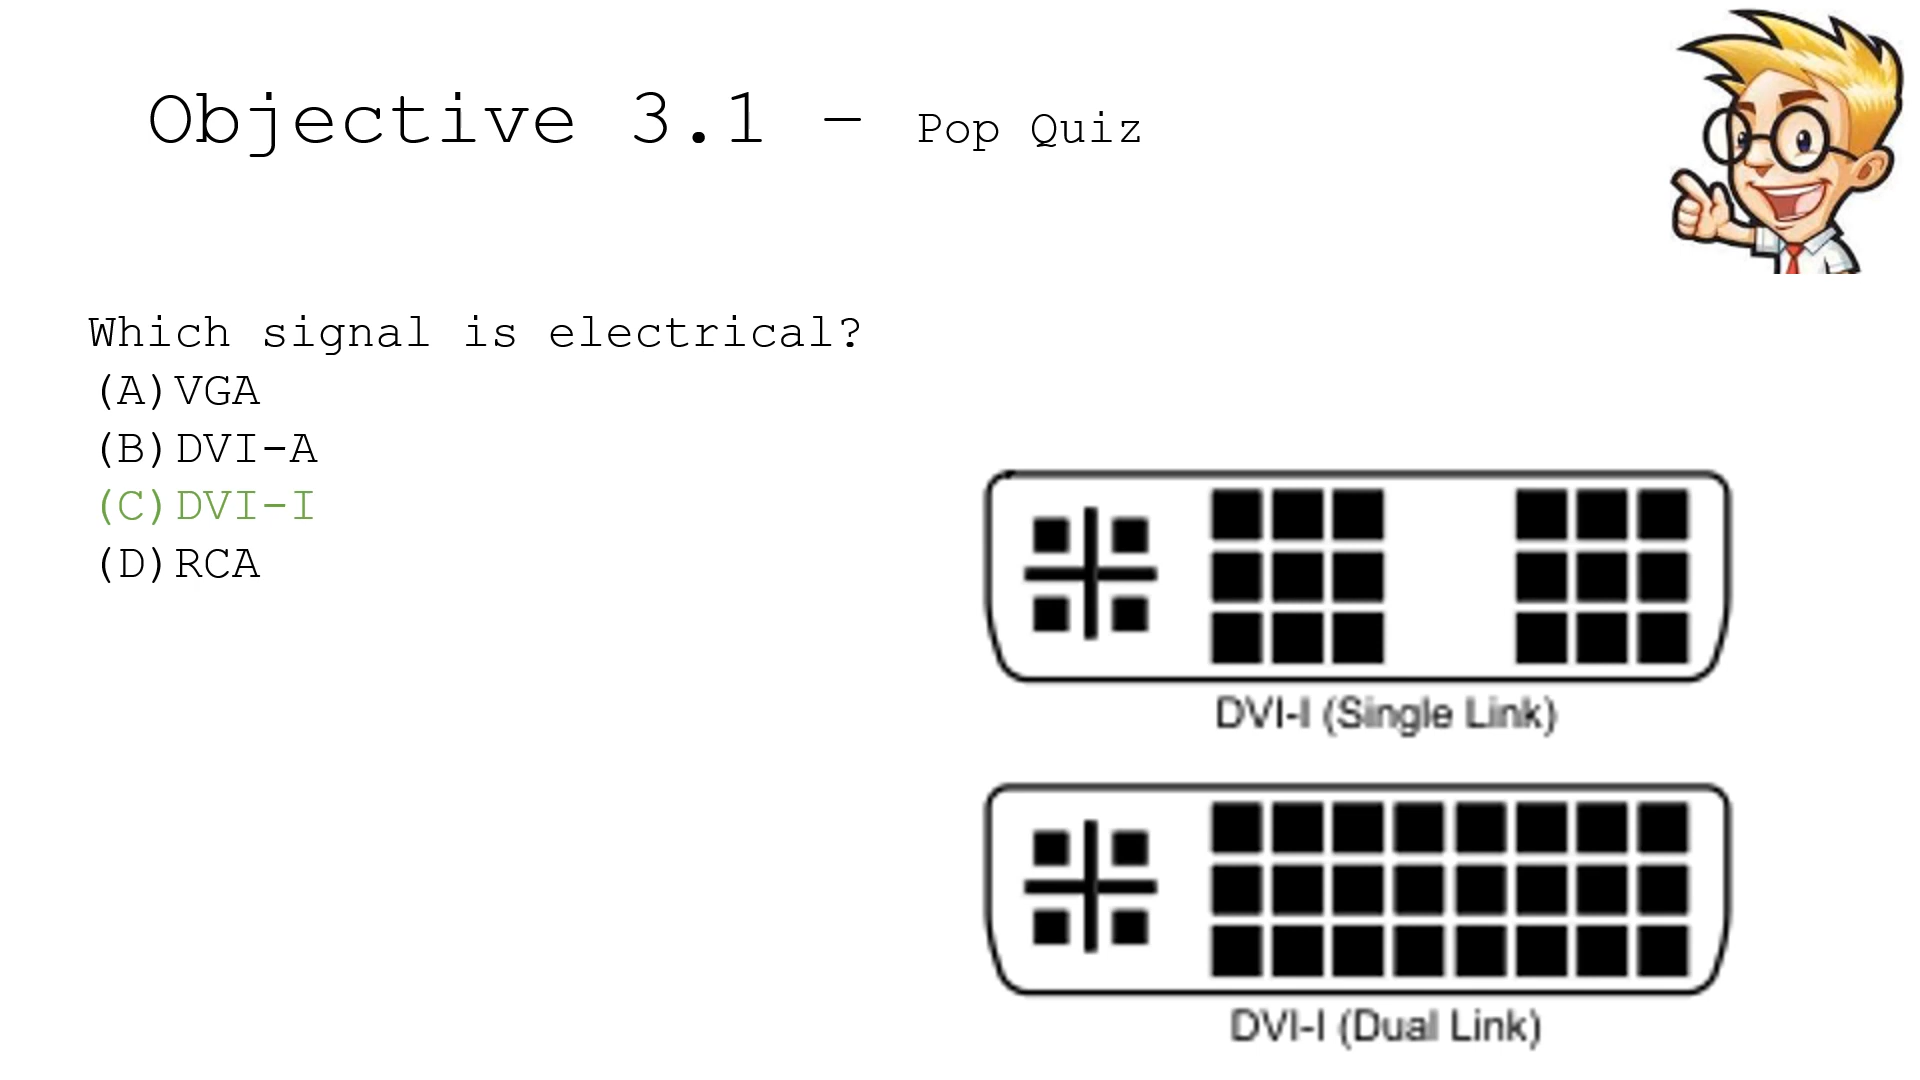 Objective 3.1 – Pop Quiz
Which signal is electrical?
(A)VGA
(B)DVI-A
(C)DVI-I
(D)RCA
DVI-I (Single Link)
DVI-I (Dual Link)